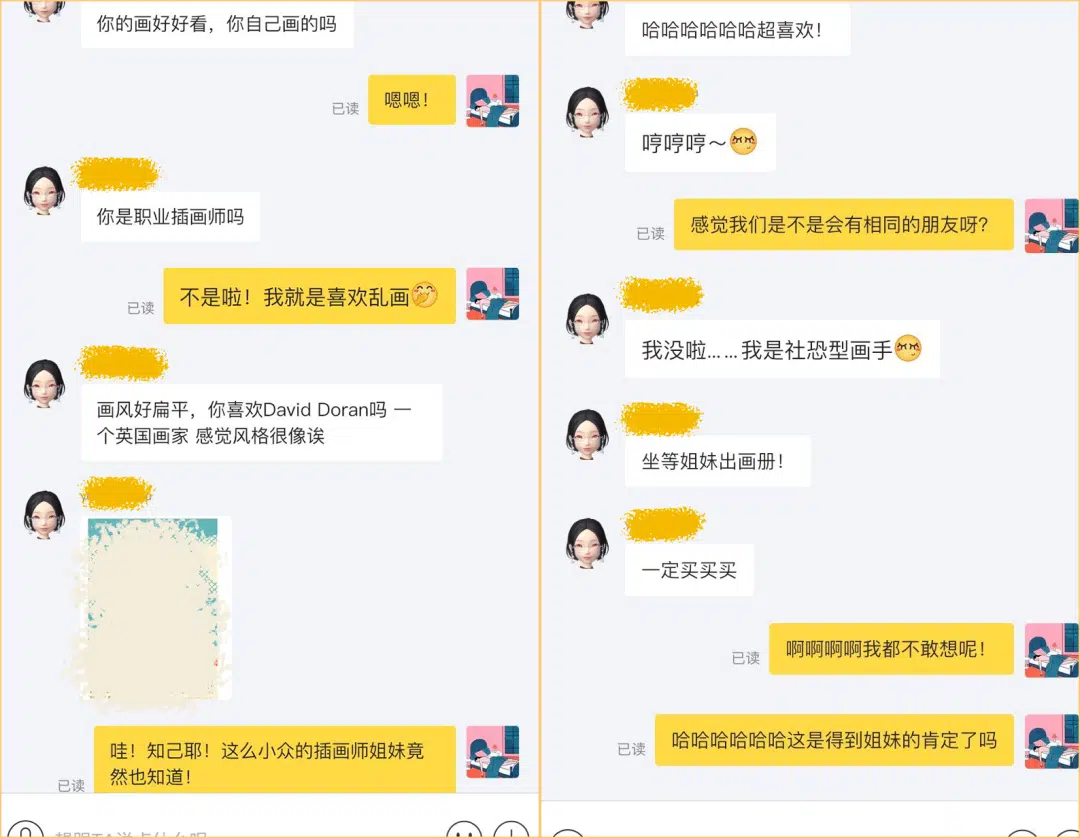 你的画好好看，你自己画的吗
嗯嗯！
已读
你是职业插画师吗
不是啦！我就是喜欢乱画
已读
画风好扁平，你喜欢David Doran吗 一
个英国画家 感觉风格很像诶
哇！知己耶！这么小众的插画师姐妹竟
然也知道！
已读
哈哈哈哈哈哈超喜欢！
哼哼哼～
感觉我们是不是会有相同的朋友呀？
已读
我没啦……我是社恐型画手
坐等姐妹出画册！
一定买买买
啊啊啊啊我都不敢想呢！
已读
哈哈哈哈哈哈这是得到姐妹的肯定了吗
已读